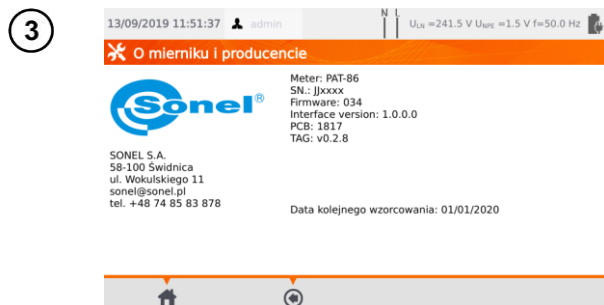 3
13/09/2019 11:51:37 admin N L ULN =241.5 V UNPE =1.5 V f=50.0 Hz
O mierniku i producencie
Sonel®
Meter: PAT-86
SN.: JJxxxx
Firmware: 034
Interface version: 1.0.0.0
PCB: 1817
TAG: v0.2.8
SONEL S.A.
58-100 Świdnica
ul. Wokulskiego 11
sonel@sonel.pl
tel. +48 74 85 83 878
Data kolejnego wzorcowania: 01/01/2020